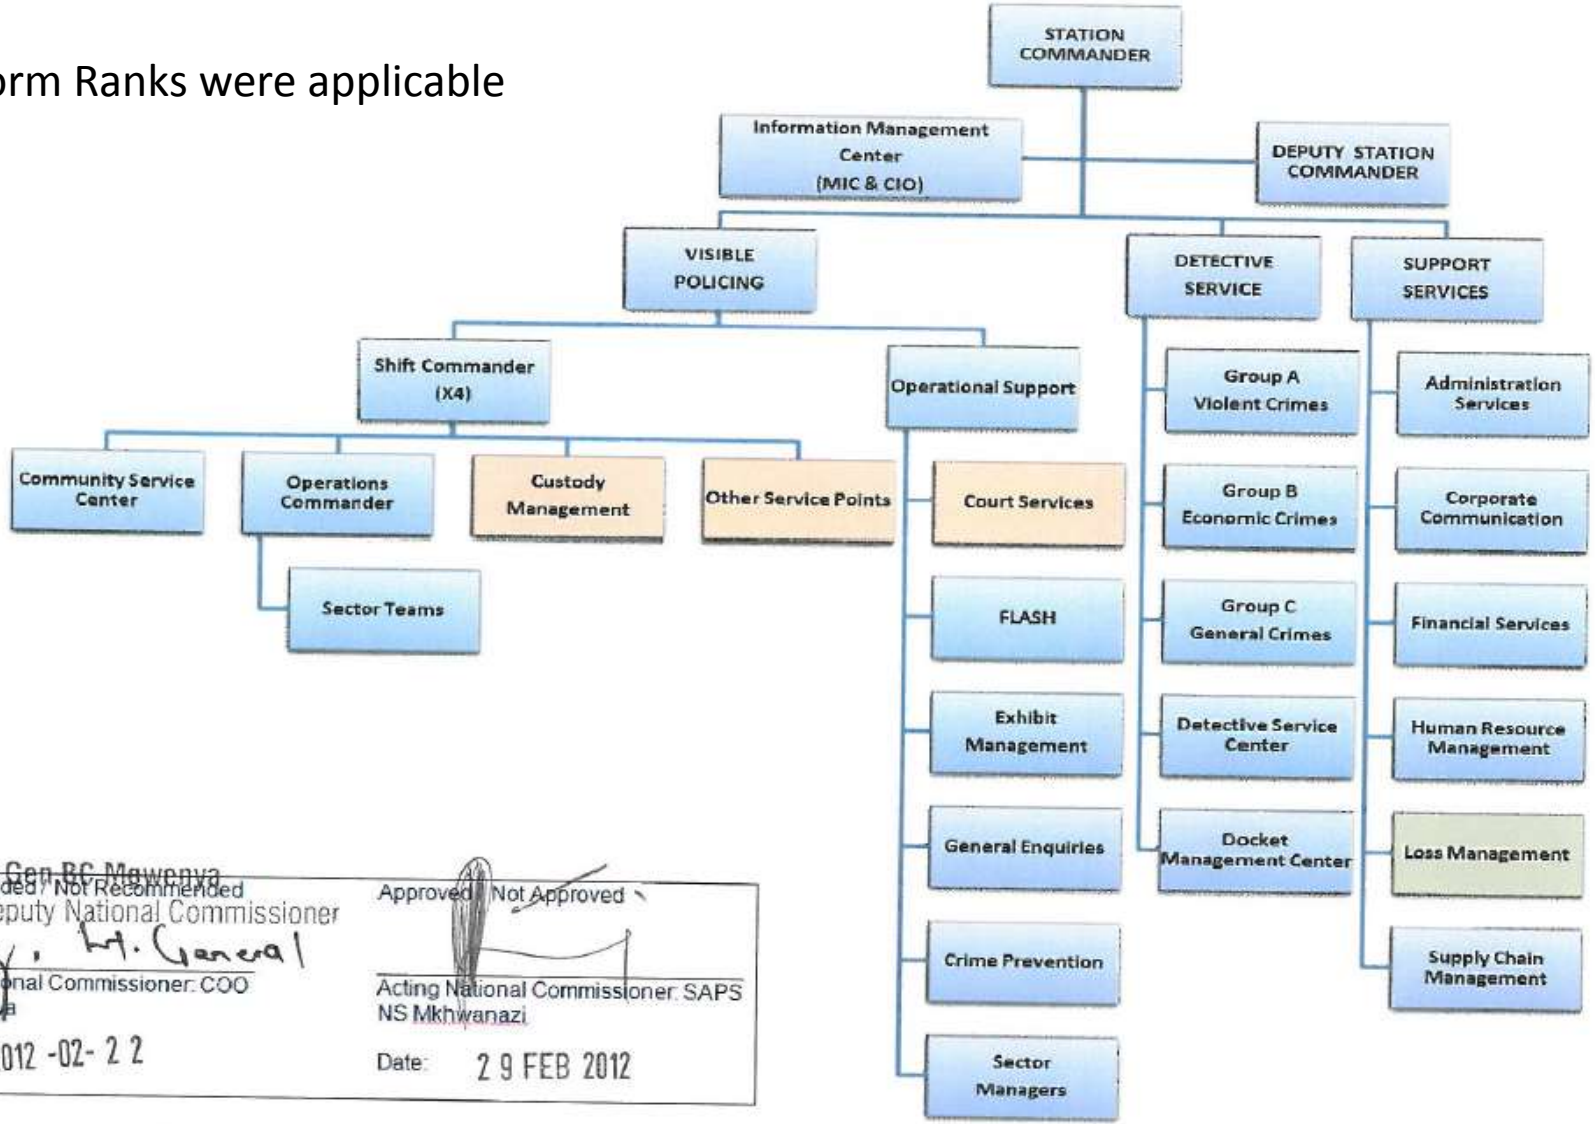 orm Ranks were applicable
STATION
COMMANDER
Information Management
Center
(MIC & CIO)
DEPUTY STATION
COMMANDER
VISIBLE
POLICING
DETECTIVE
SERVICE
SUPPORT
SERVICES
Shift Commander
(X4)
Operational Support
Community Service
Center
Operations
Commander
Custody
Management
Other Service Points
Sector Teams
Court Services
FLASH
Exhibit
Management
General Enquiries
Crime Prevention
Sector
Managers
Group A
Violent Crimes
Group B
Economic Crimes
Group C
General Crimes
Detective Service
Center
Docket
Management Center
Administration
Services
Corporate
Communication
Financial Services
Human Resource
Management
Loss Management
Supply Chain
Management
Gen BC Mgwenya
ded / Not Recommended
eputy National Commissioner
Lt. General
onal Commissioner: COO
a
012 -02- 2 2
Approved Not Approved
Acting National Commissioner: SAPS
NS Mkhwanazi
Date: 2 9 FEB 2012